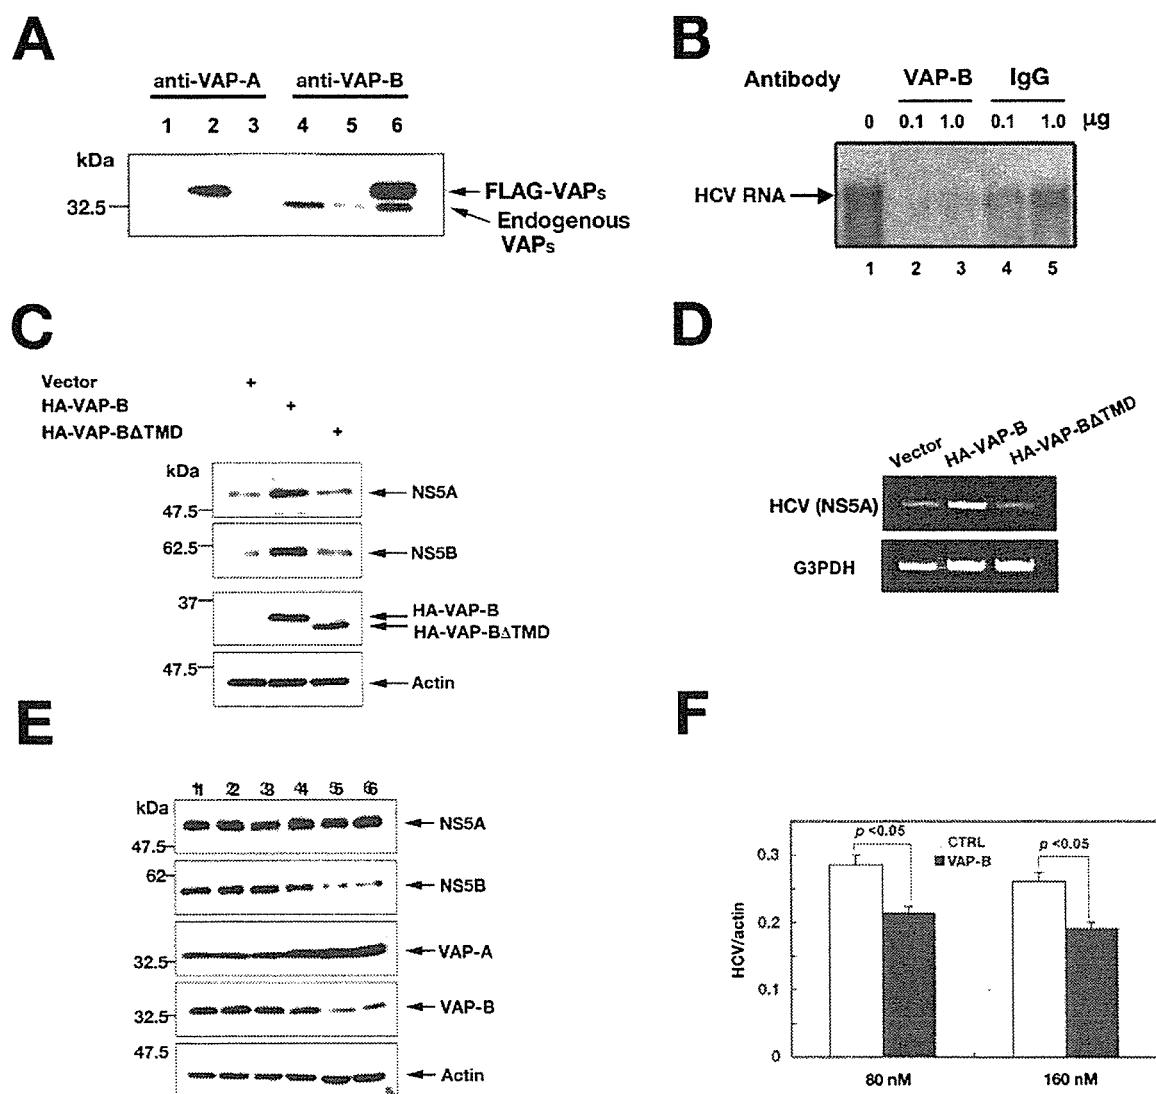 A
anti-VAP-A anti-VAP-B
1 2 3 4 5 6
kDa
32.5
FLAG-VAPs
Endogenous
VAPs
B
Antibody VAP-B IgG
0 0.1 1.0 0.1 1.0 μg
HCV RNA
1 2 3 4 5
C
Vector +
HA-VAP-B +
HA-VAP-BΔTMD +
kDa
NS5A
47.5
62.5
NS5B
37
HA-VAP-B
HA-VAP-BΔTMD
47.5
Actin
D
Vector HA-VAP-B HA-VAP-BΔTMD
HCV (NS5A)
G3PDH
E
1 2 3 4 5 6
kDa
NS5A
47.5
62
NS5B
VAP-A
32.5
VAP-B
32.5
47.5
Actin
F
p <0.05 CTRL p <0.05
VAP-B
0.3
0.2
0.1
0
HCV/actin
80 nM 160 nM